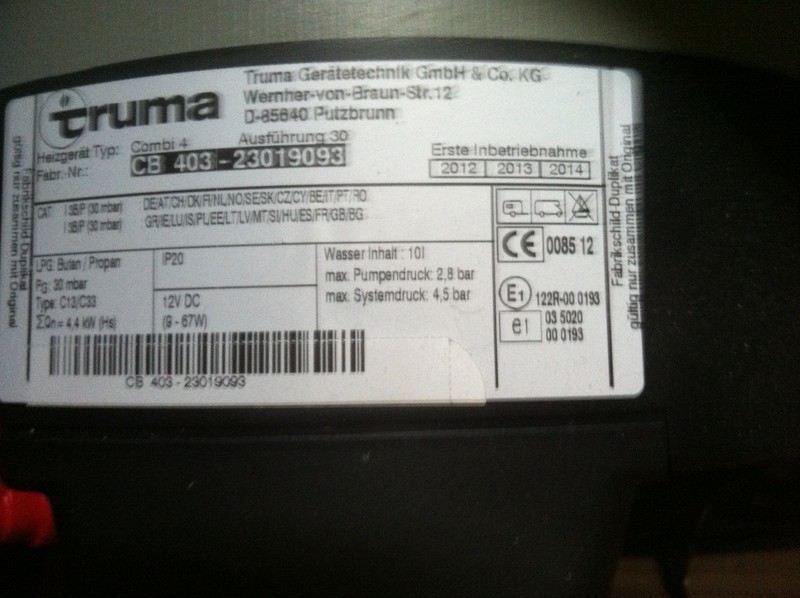 truma
Truma Gerätetechnik GmbH & Co. KG
Wernher-von-Braun-Str.12
D-85640 Putzbrunn
Heizgerät Typ: Combi 4 Ausführung 30
Fabr.-Nr.: CB 403 - 23019093
Erste Inbetriebnahme
2012 2013 2014
CAT: I 3B/P (30 mbar) DE/AT/CH/DK/FI/NL/NO/SE/SK/CZ/CY/BE/IT/PT/RO
I 3B/P (30 mbar) GR/IE/LU/IS/PL/EE/LT/LV/MT/SI/HU/ES/FR/GB/BG
LPG: Butan / Propan
Pg: 30 mbar
Type: C13/C33
ΣQn = 4,4 kW (Hs)
IP20
12V DC
(9 - 67W)
Wasser Inhalt : 10l
max. Pumpendruck: 2,8 bar
max. Systemdruck: 4,5 bar
CE 0085 12
E1 122R-00 0193
e1 03 5020
00 0193
CB 403 - 23019093
Fabrikschild-Duplikat
gültig nur zusammen mit Original
Fabrikschild Duplikat
gültig nur zusammen mit Original